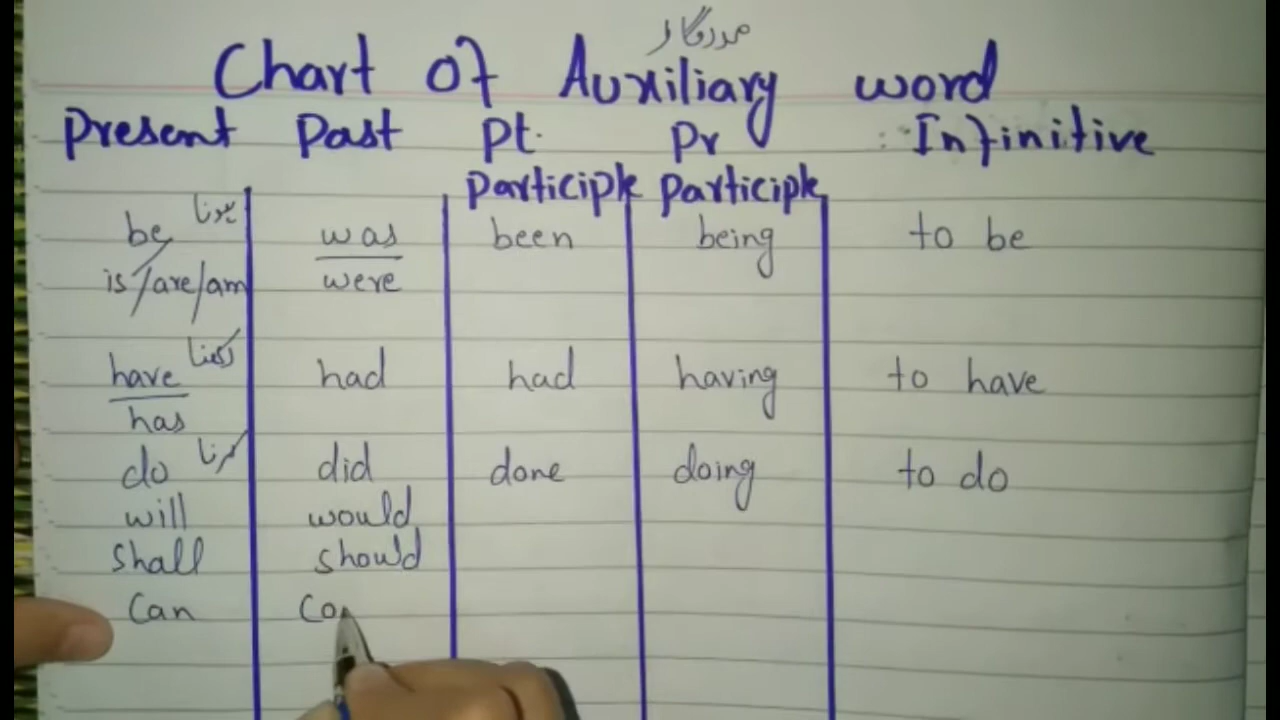 مددگار
Chart of Auxiliary word
Present Past Pt. Pr Infinitive
Participle Participle
be ہونا was been being to be
is/are/am were
have رکھنا had had having to have
has
do کرنا did done doing to do
will would
shall should
can Co